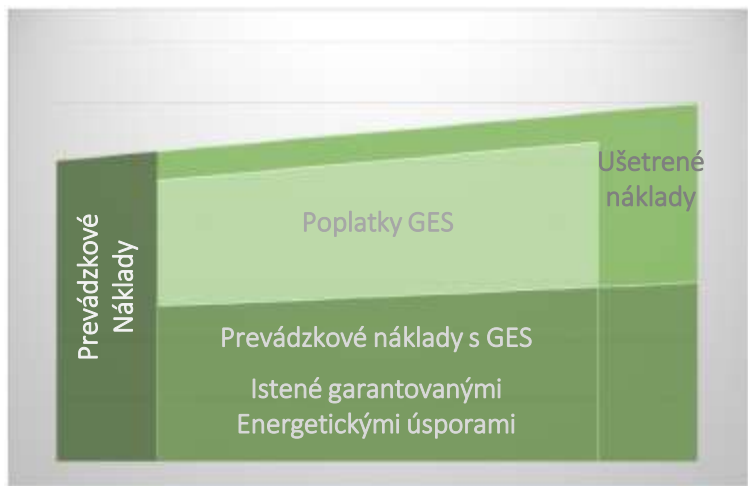 Prevádzkové
Náklady
Poplatky GES
Ušetrené
náklady
Prevádzkové náklady s GES
Istené garantovanými
Energetickými úsporami